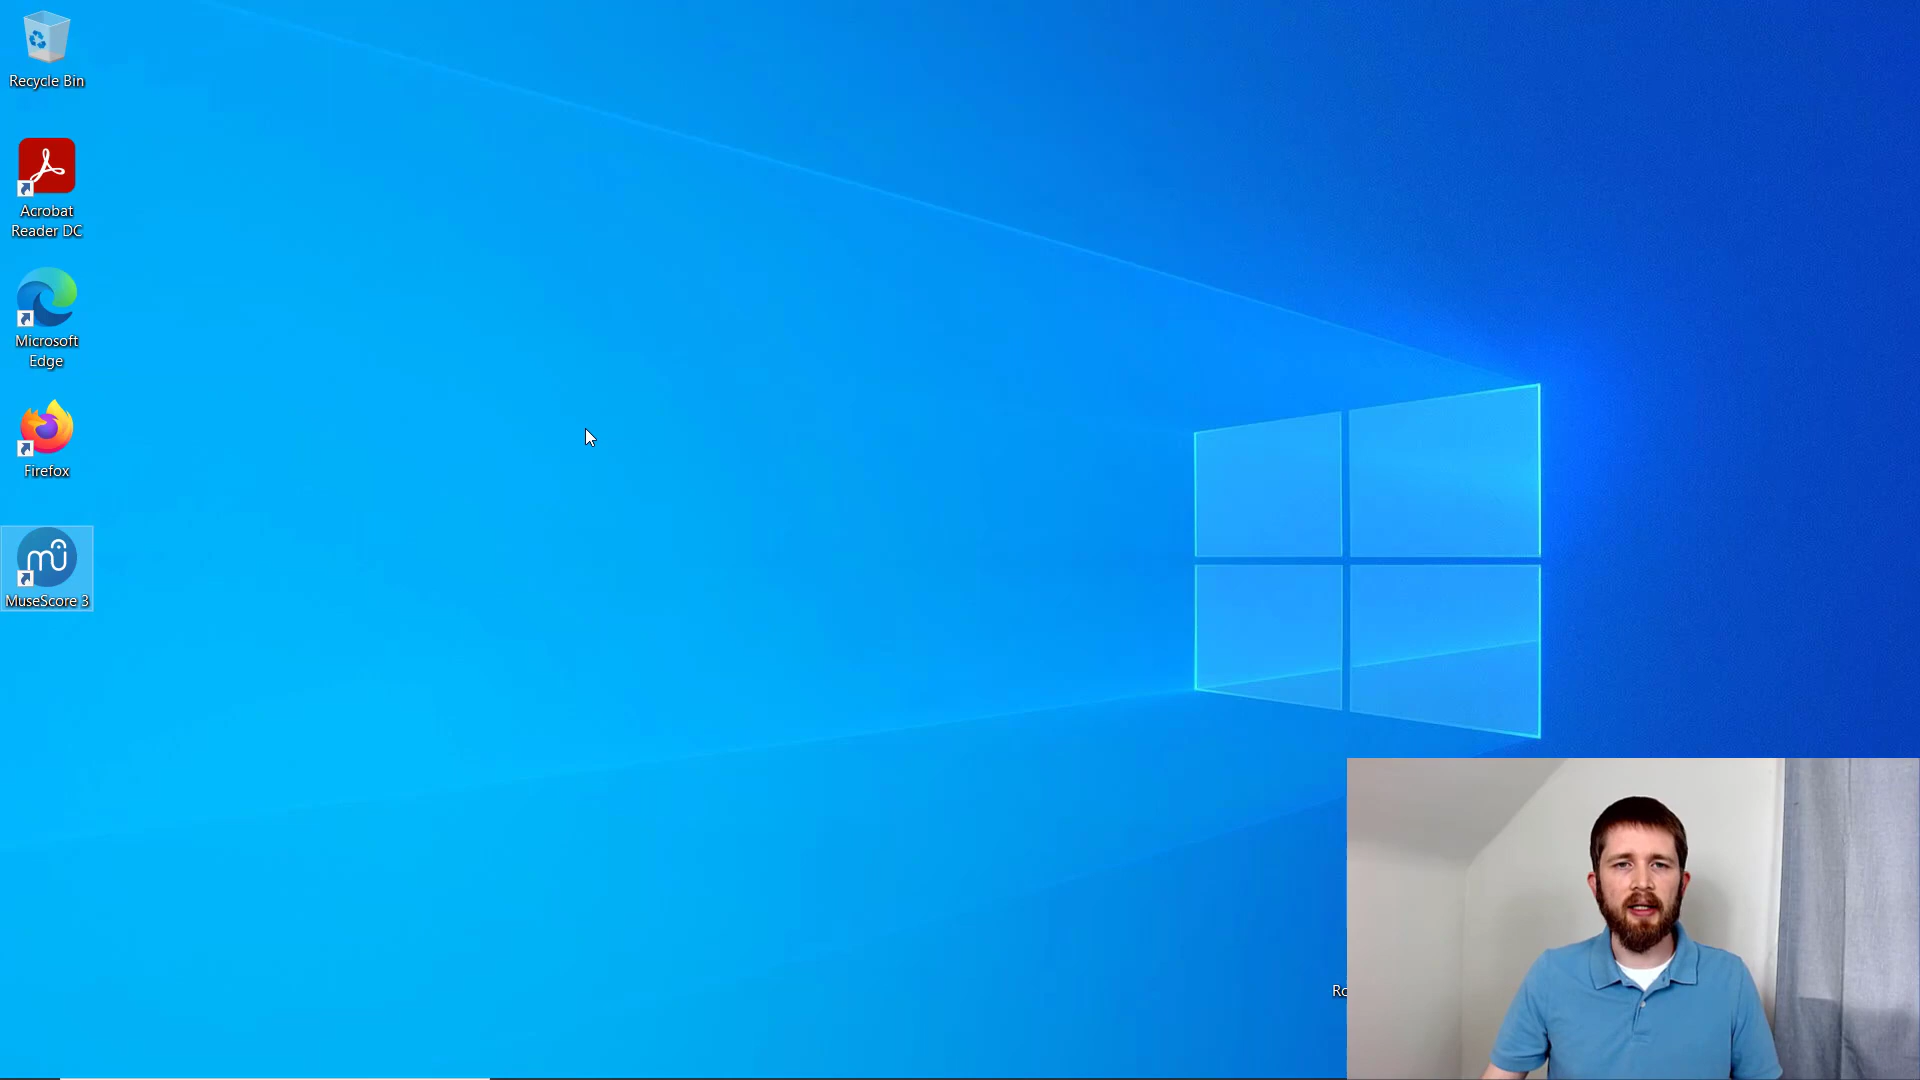 Recycle Bin
Acrobat
Reader DC
Microsoft
Edge
Firefox
MuseScore 3